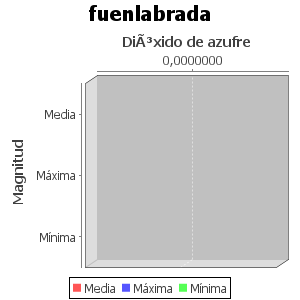 fuenlabrada
DiÃ³xido de azufre
0,0000000
Magnitud
Media
Máxima
Mínima
Media Máxima Mínima